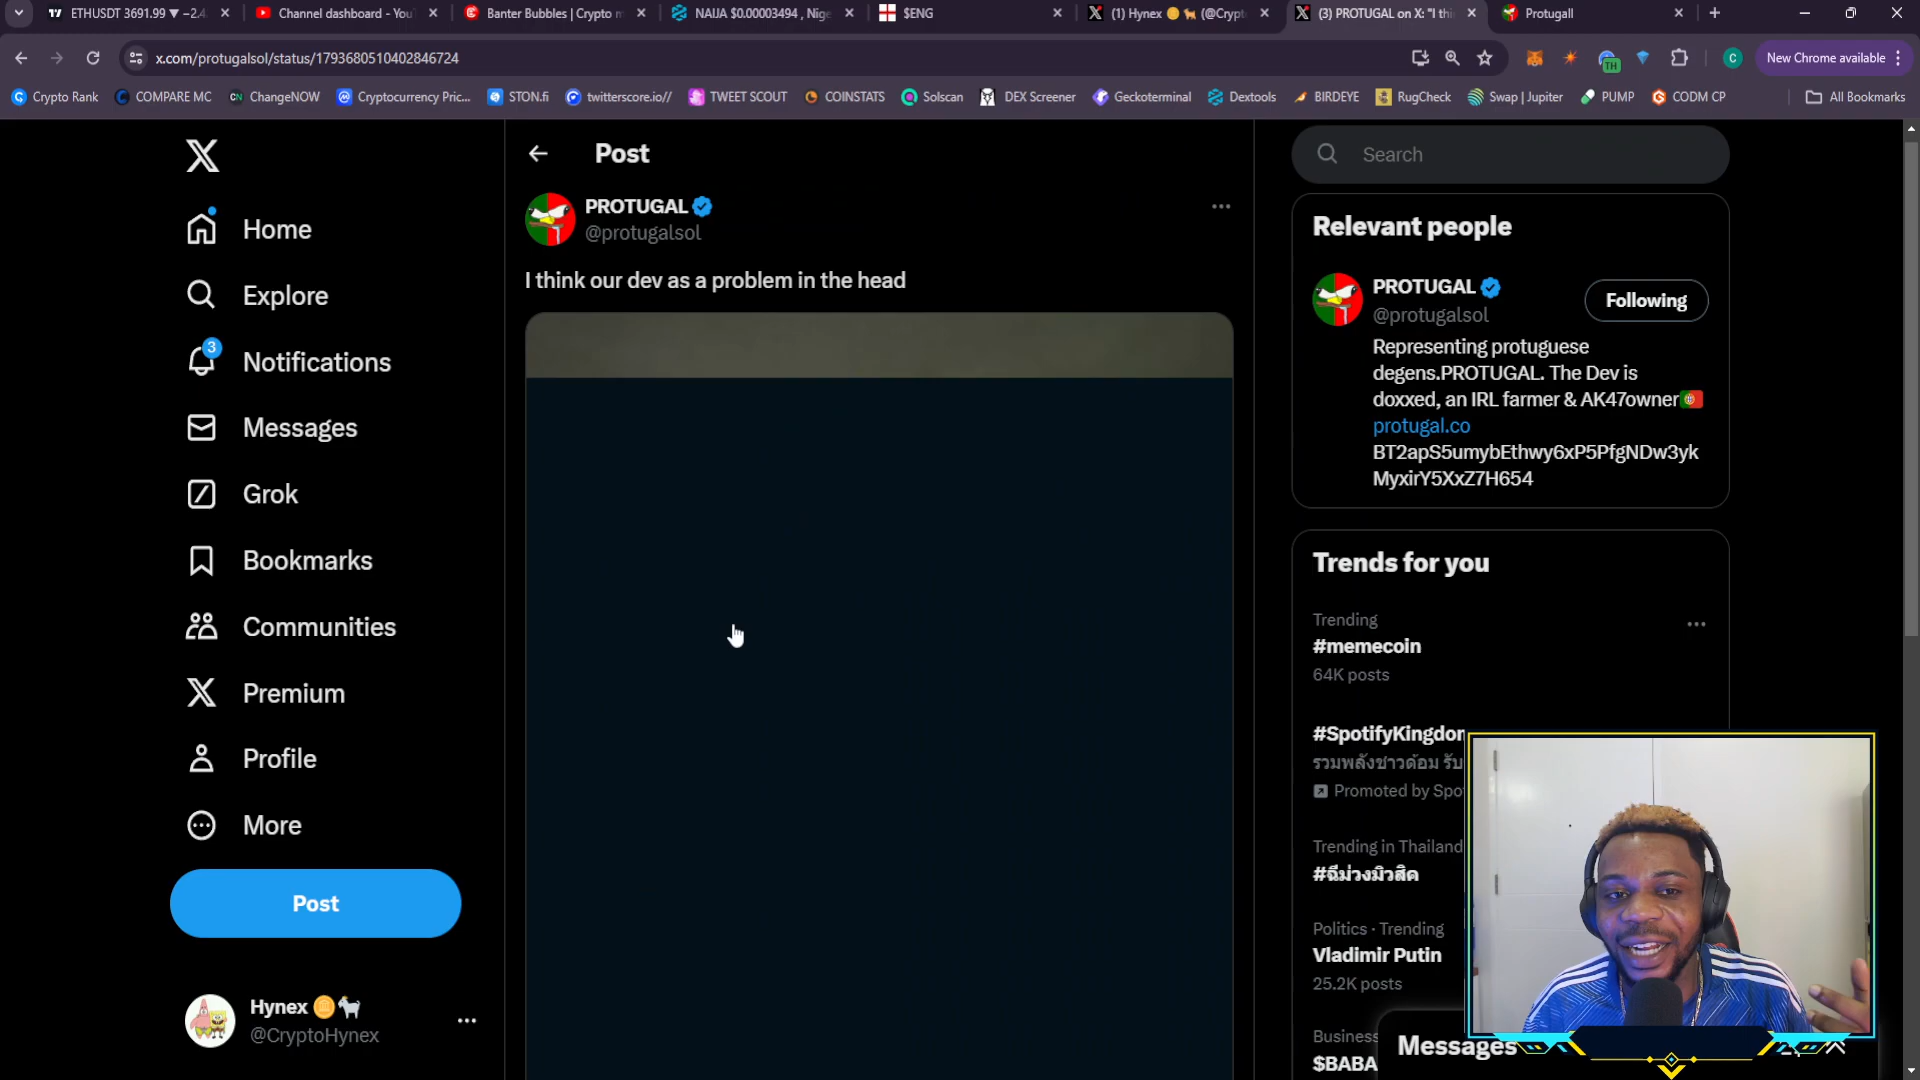 ETHUSDT 3691.99 ▼ −2.4
Channel dashboard - You
Banter Bubbles | Crypto m
NAIJA $0.00003494 , Nige
$ENG
(1) Hynex 🪙🐐 (@Crypt
(3) PROTUGAL on X: "I thi
Protugall
x.com/protugalsol/status/1793680510402846724
TH
C
New Chrome available
Crypto Rank
COMPARE MC
ChangeNOW
Cryptocurrency Pric...
STON.fi
twitterscore.io//
TWEET SCOUT
COINSTATS
Solscan
DEX Screener
Geckoterminal
Dextools
BIRDEYE
RugCheck
Swap | Jupiter
PUMP
CODM CP
All Bookmarks
Home
Explore
3
Notifications
Messages
Grok
Bookmarks
Communities
Premium
Profile
More
Post
Hynex 🪙🐐
@CryptoHynex
Post
PROTUGAL
@protugalsol
I think our dev as a problem in the head
Search
Relevant people
PROTUGAL
@protugalsol
Following
Representing protuguese
degens.PROTUGAL. The Dev is
doxxed, an IRL farmer & AK47owner🇵🇹
protugal.co
BT2apS5umybEthwy6xP5PfgNDw3yk
MyxirY5XxZ7H654
Trends for you
Trending
#memecoin
64K posts
#SpotifyKingdom
รวมพลังชาวด้อม รับ
Promoted by Spo
Trending in Thailand
#ฉีม่วงมิวสิค
Politics · Trending
Vladimir Putin
25.2K posts
Business
$BABA
Messages